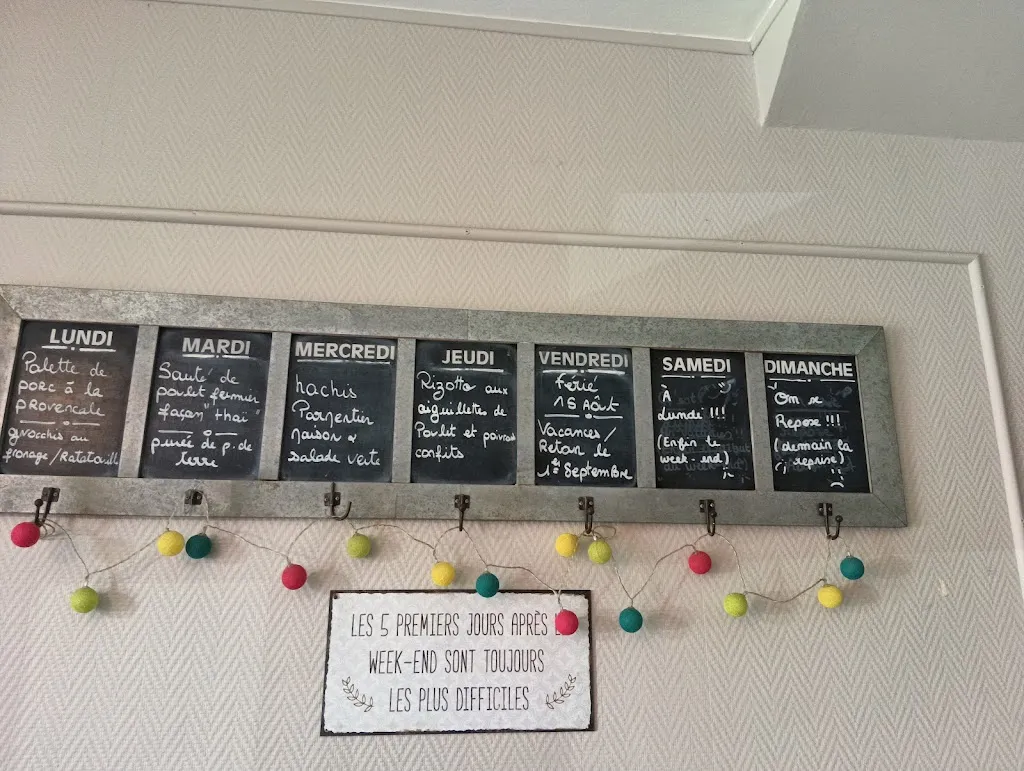 LUNDI
Palette de
porc à la
PROVENCALE
gnocchis au
fromage/Ratatouill
MARDI
Sauté de
poulet fermier
façon "thaï"
purée de p. de
terre
MERCREDI
hachis
Parmentier
Maison &
salade verte
JEUDI
Rizotto aux
aiguillettes de
Poulet et poivrons
confits
VENDREDI
Férié
15 Août
Vacances/
Retour le
1er Septembre
SAMEDI
À
Lundi !!!
(Enfin le
week-end)
DIMANCHE
On se
Repose !!!
(demain la
reprise)
LES 5 PREMIERS JOURS APRÈS
WEEK-END SONT TOUJOURS
LES PLUS DIFFICILES